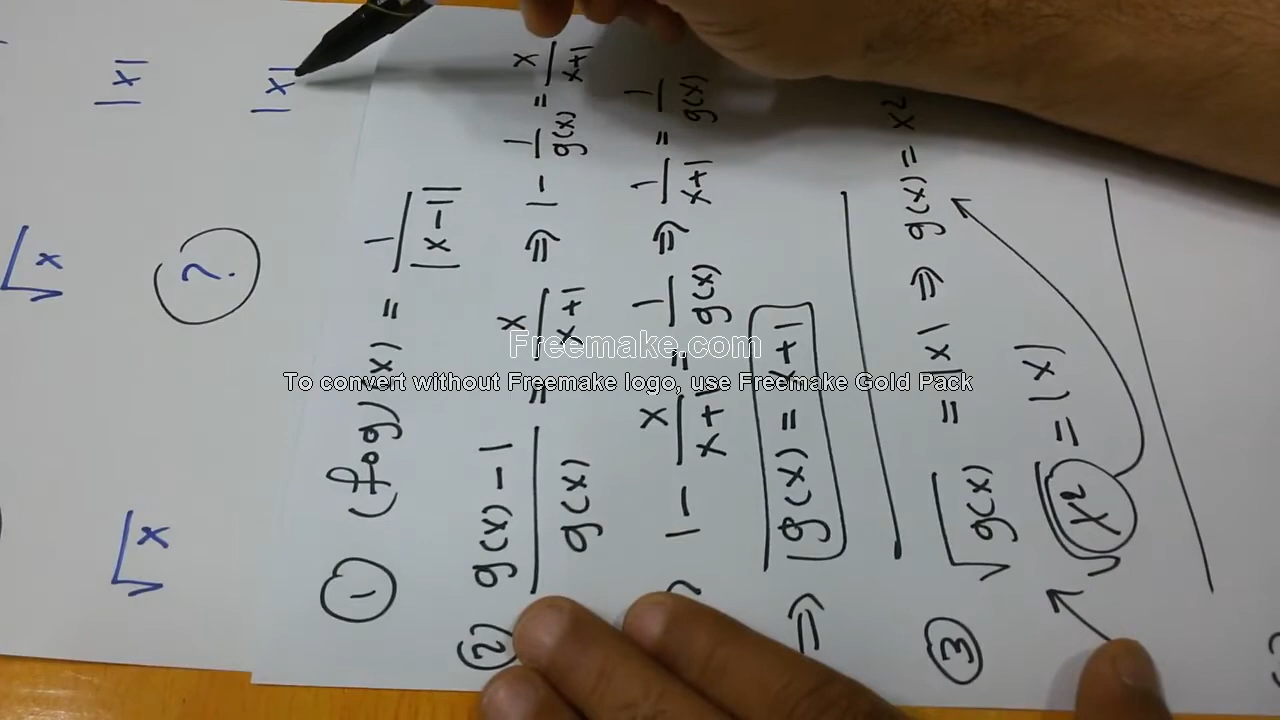 √x |x|
√x ? |x|
① (fog)(x) = 1/|x-1|
② g(x) - 1/g(x) = x/x+1 ⇒ 1 - 1/g(x) = x/x+1
1 - x/x+1 = 1/g(x) ⇒ 1/x+1 = 1/g(x)
⇒ g(x) = x+1
③ √g(x) = |x| ⇒ g(x) = x²
√x² = |x|
Freemake.com
To convert without Freemake logo, use Freemake Gold Pack